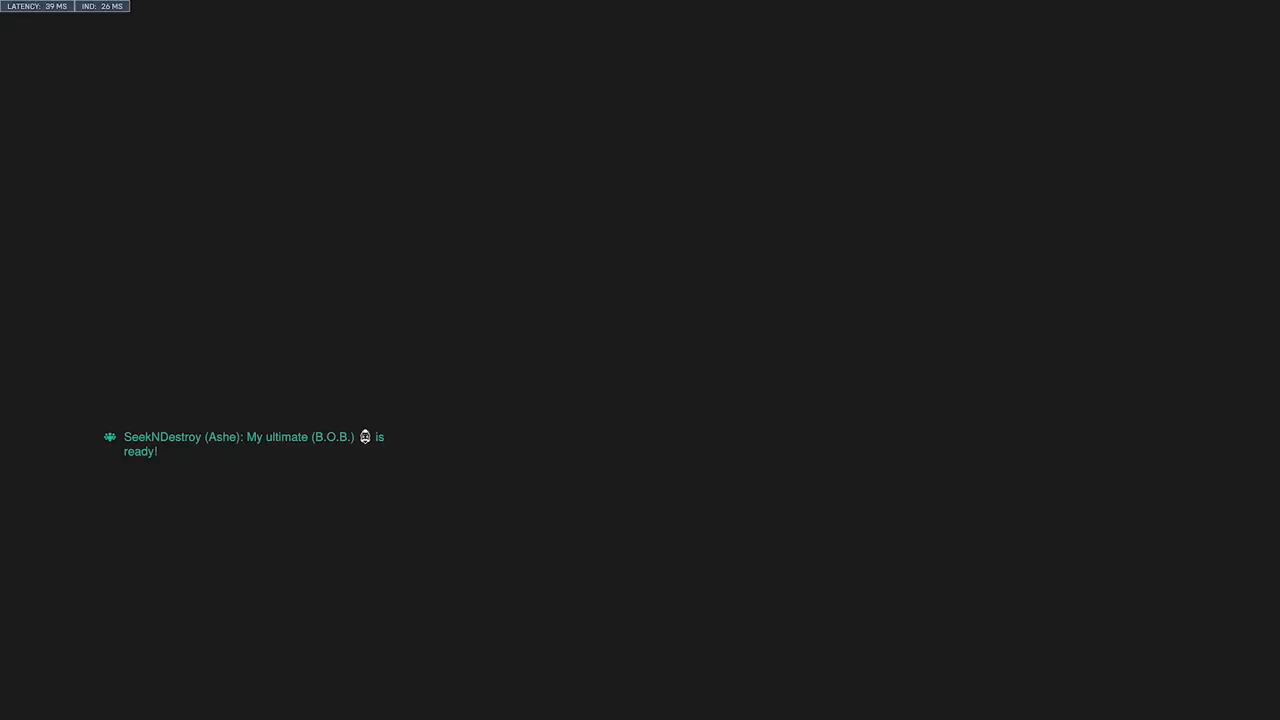 LATENCY: 39 MS IND: 26 MS
SeekNDestroy (Ashe): My ultimate (B.O.B.) is
ready!